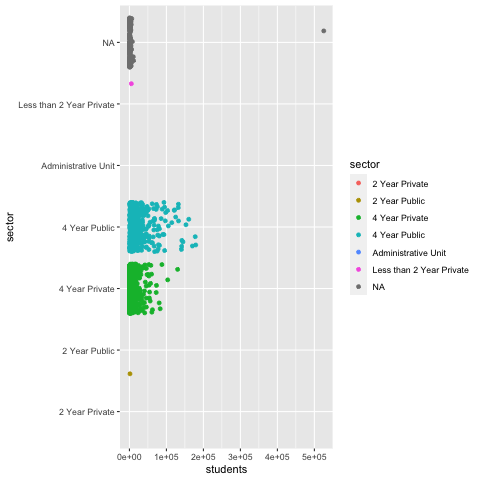 NA
Less than 2 Year Private
Administrative Unit
4 Year Public
4 Year Private
2 Year Public
2 Year Private
sector
0e+00 1e+05 2e+05 3e+05 4e+05 5e+05
students
sector
2 Year Private
2 Year Public
4 Year Private
4 Year Public
Administrative Unit
Less than 2 Year Private
NA